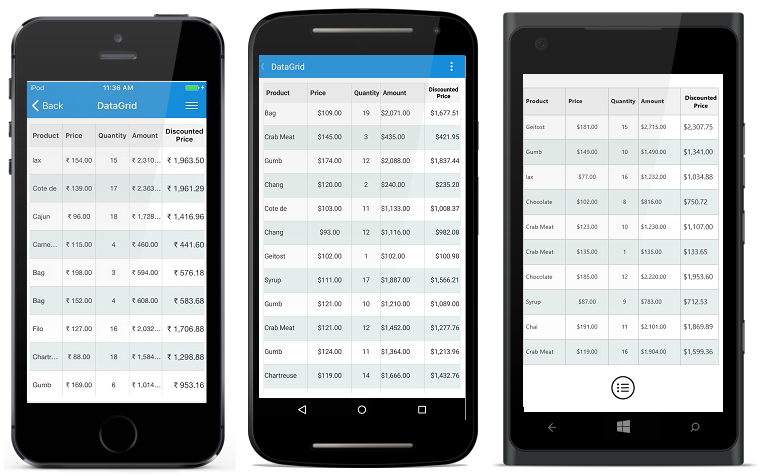 iPod 11:36 AM
Back DataGrid
Product Price Quantity Amount Discounted Price
lax ₹ 154.00 15 ₹ 2,310... ₹ 1,963.50
Cote de ₹ 139.00 17 ₹ 2,363... ₹ 1,961.29
Cajun ₹ 96.00 18 ₹ 1,728... ₹ 1,416.96
Came... ₹ 115.00 4 ₹ 460.00 ₹ 441.60
Bag ₹ 198.00 3 ₹ 594.00 ₹ 576.18
Bag ₹ 152.00 4 ₹ 608.00 ₹ 583.68
Filo ₹ 127.00 16 ₹ 2,032... ₹ 1,706.88
Chartr... ₹ 88.00 18 ₹ 1,584... ₹ 1,298.88
Gumb ₹ 169.00 6 ₹ 1,014... ₹ 953.16
DataGrid
Product Price Quantity Amount Discounted Price
Bag $109.00 19 $2,071.00 $1,677.51
Crab Meat $145.00 3 $435.00 $421.95
Gumb $174.00 12 $2,088.00 $1,837.44
Chang $120.00 2 $240.00 $235.20
Cote de $103.00 11 $1,133.00 $1,008.37
Chang $93.00 12 $1,116.00 $982.08
Geitost $102.00 1 $102.00 $100.98
Syrup $111.00 17 $1,887.00 $1,566.21
Gumb $121.00 10 $1,210.00 $1,089.00
Crab Meat $121.00 12 $1,452.00 $1,277.76
Gumb $124.00 11 $1,364.00 $1,213.96
Chartreuse $119.00 14 $1,666.00 $1,432.76
Product Price Quantity Amount Discounted Price
Geitost $181.00 15 $2,715.00 $2,307.75
Gumb $149.00 10 $1,490.00 $1,341.00
lax $77.00 16 $1,232.00 $1,034.88
Chocolate $102.00 8 $816.00 $750.72
Crab Meat $123.00 10 $1,230.00 $1,107.00
Crab Meat $135.00 1 $135.00 $133.65
Chocolate $185.00 12 $2,220.00 $1,953.60
Syrup $87.00 9 $783.00 $712.53
Chai $191.00 11 $2,101.00 $1,869.89
Crab Meat $119.00 16 $1,904.00 $1,599.36